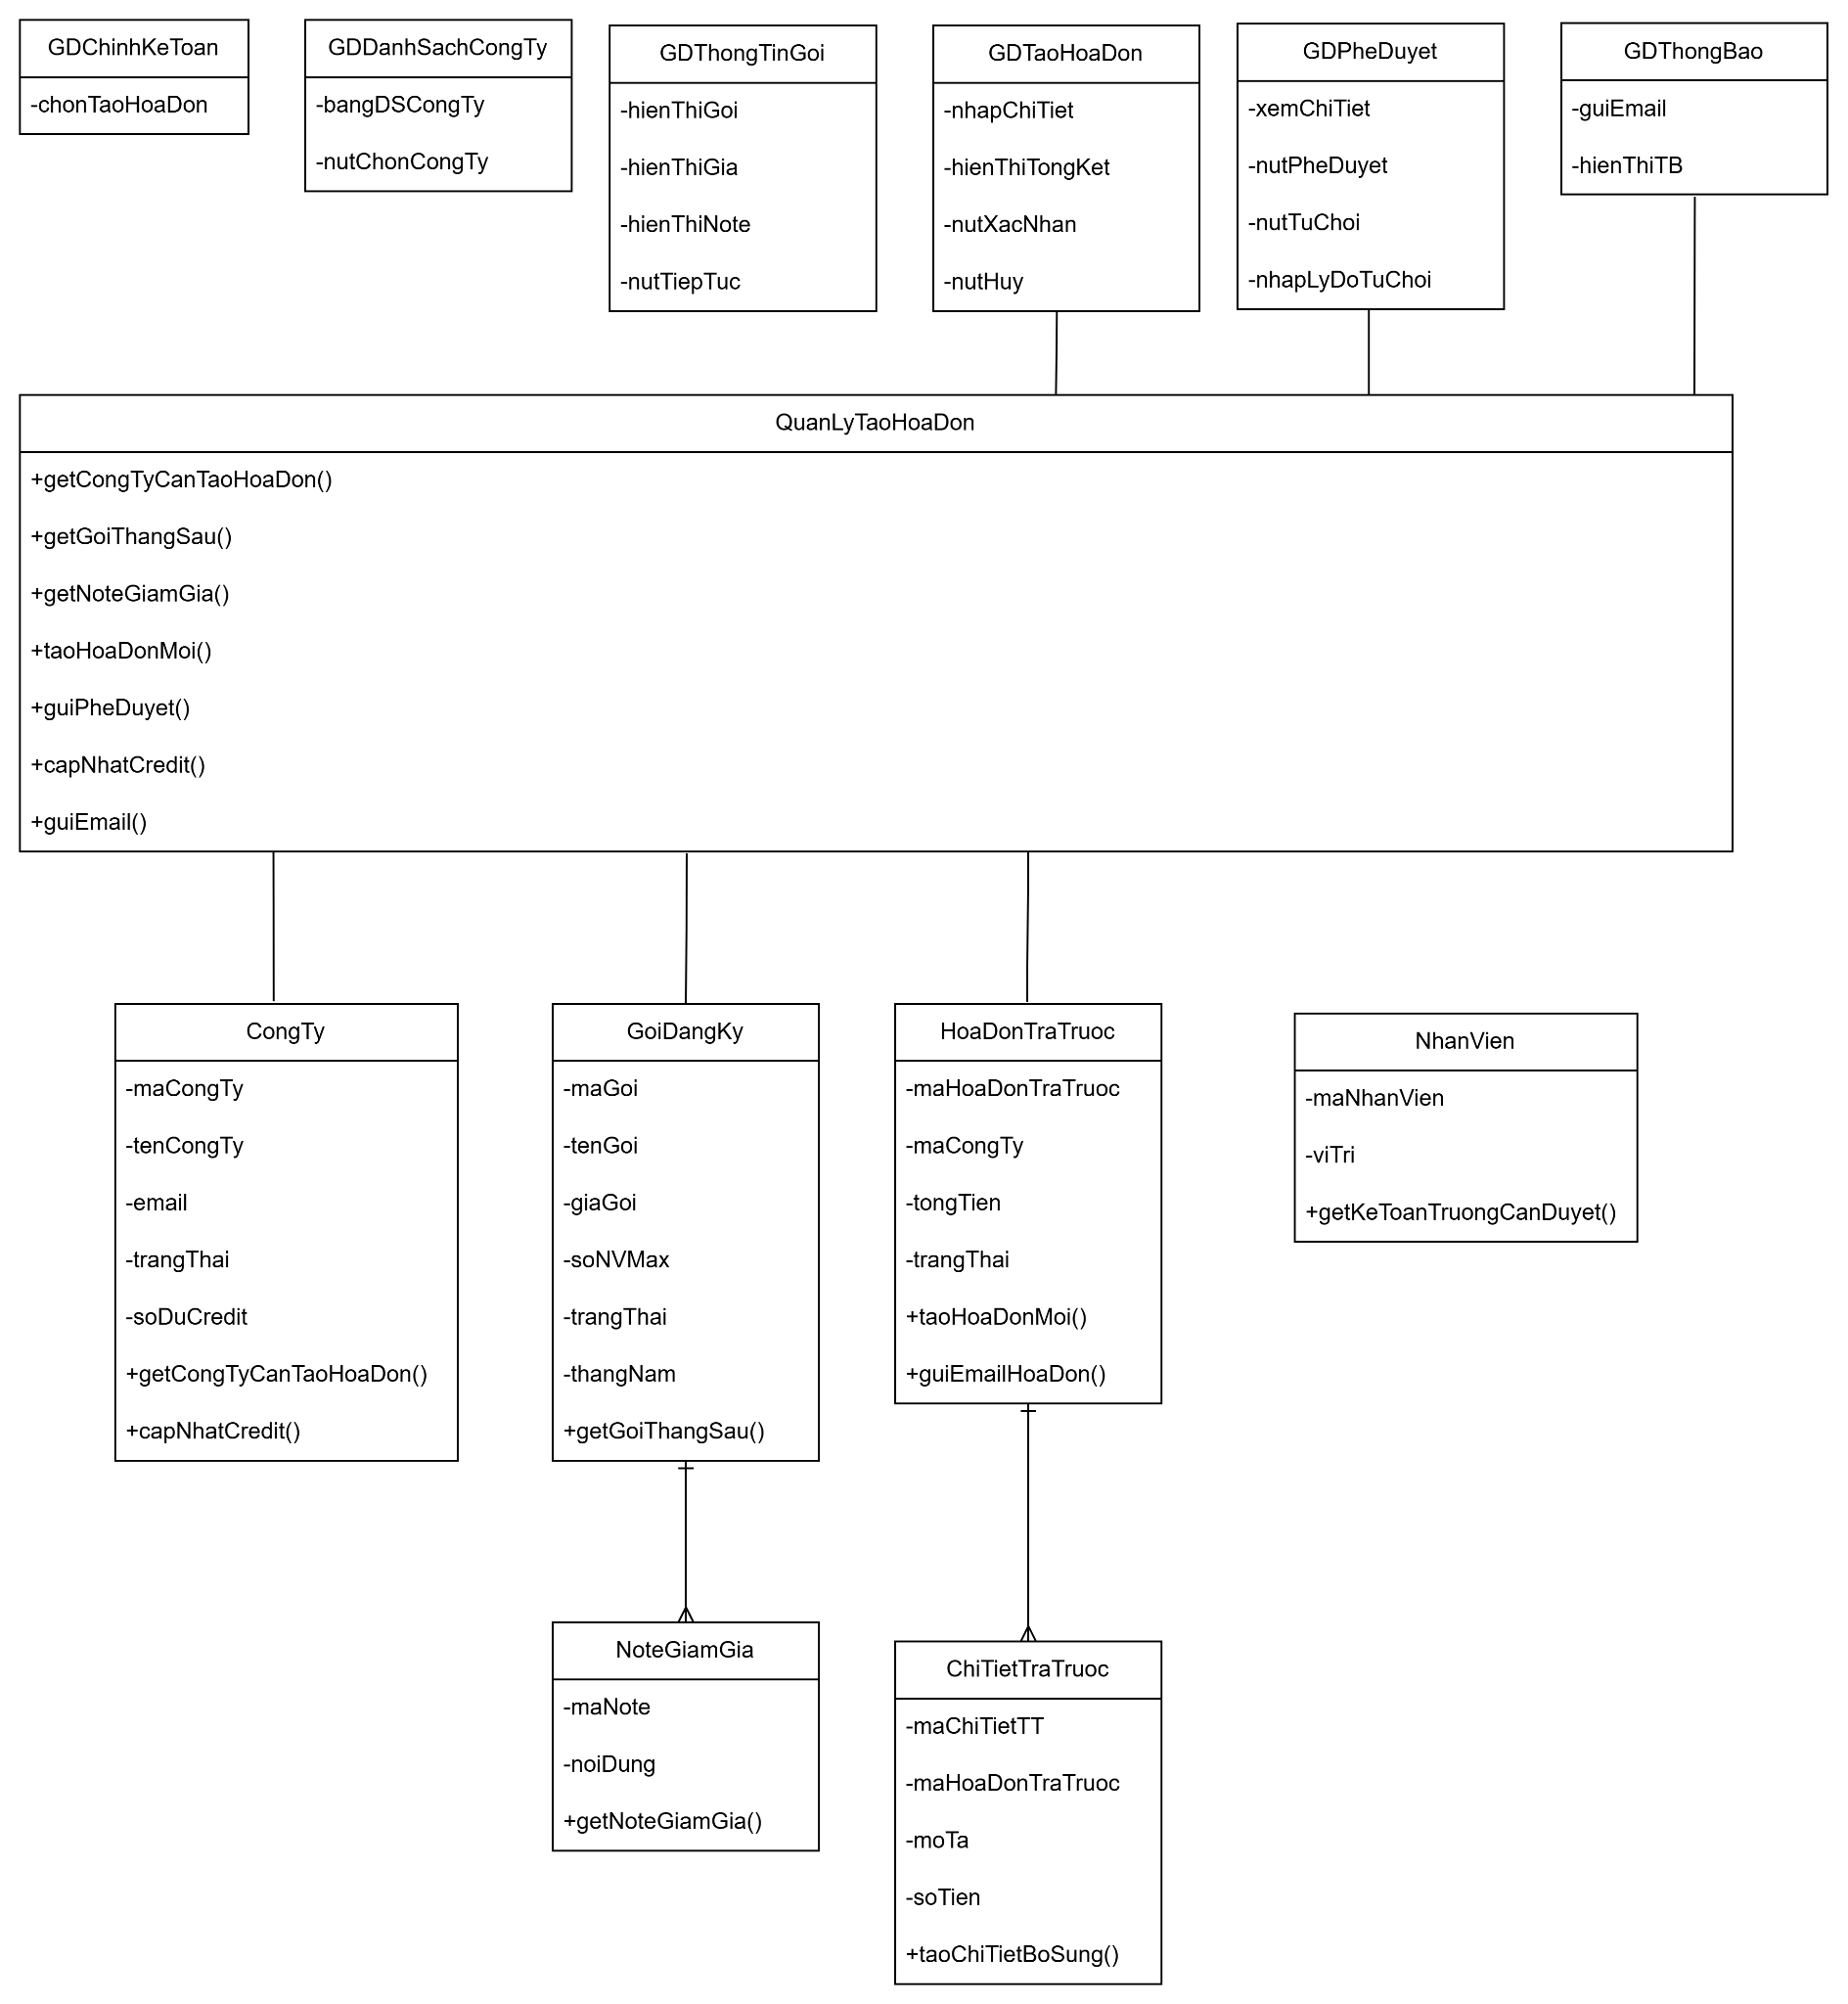 GDChinhKeToan
-chonTaoHoaDon
GDDanhSachCongTy
-bangDSCongTy
-nutChonCongTy
GDThongTinGoi
-hienThiGoi
-hienThiGia
-hienThiNote
-nutTiepTuc
GDTaoHoaDon
-nhapChiTiet
-hienThiTongKet
-nutXacNhan
-nutHuy
GDPheDuyet
-xemChiTiet
-nutPheDuyet
-nutTuChoi
-nhapLyDoTuChoi
GDThongBao
-guiEmail
-hienThiTB
QuanLyTaoHoaDon
+getCongTyCanTaoHoaDon()
+getGoiThangSau()
+getNoteGiamGia()
+taoHoaDonMoi()
+guiPheDuyet()
+capNhatCredit()
+guiEmail()
CongTy
-maCongTy
-tenCongTy
-email
-trangThai
-soDuCredit
+getCongTyCanTaoHoaDon()
+capNhatCredit()
GoiDangKy
-maGoi
-tenGoi
-giaGoi
-soNVMax
-trangThai
-thangNam
+getGoiThangSau()
HoaDonTraTruoc
-maHoaDonTraTruoc
-maCongTy
-tongTien
-trangThai
+taoHoaDonMoi()
+guiEmailHoaDon()
NhanVien
-maNhanVien
-viTri
+getKeToanTruongCanDuyet()
NoteGiamGia
-maNote
-noiDung
+getNoteGiamGia()
ChiTietTraTruoc
-maChiTietTT
-maHoaDonTraTruoc
-moTa
-soTien
+taoChiTietBoSung()